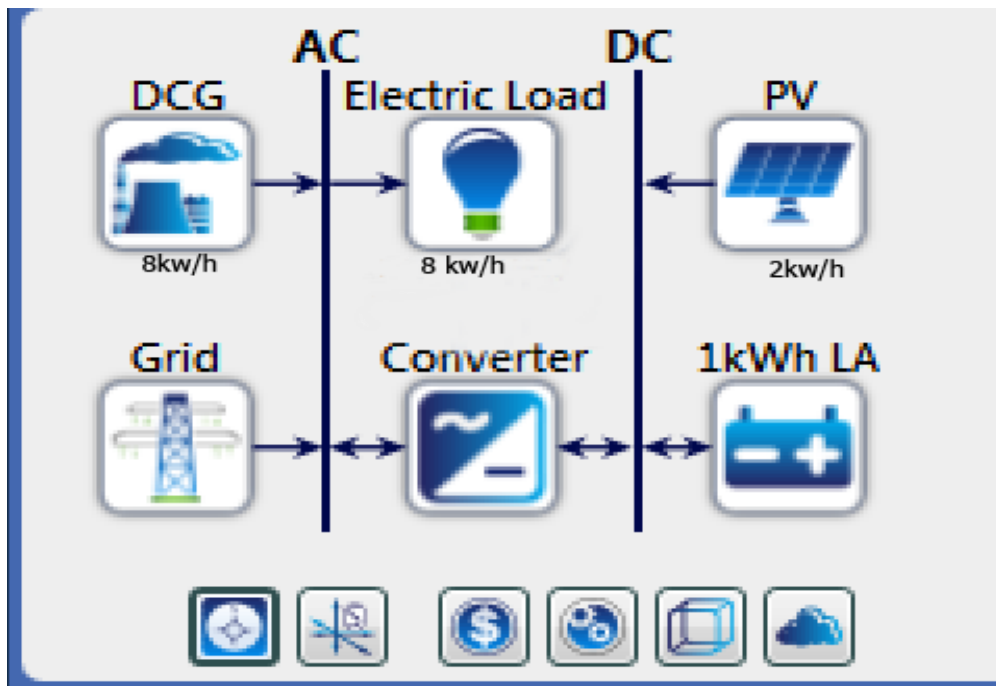 AC DC
DCG Electric Load PV
8kw/h 8 kw/h 2kw/h
Grid Converter 1kWh LA